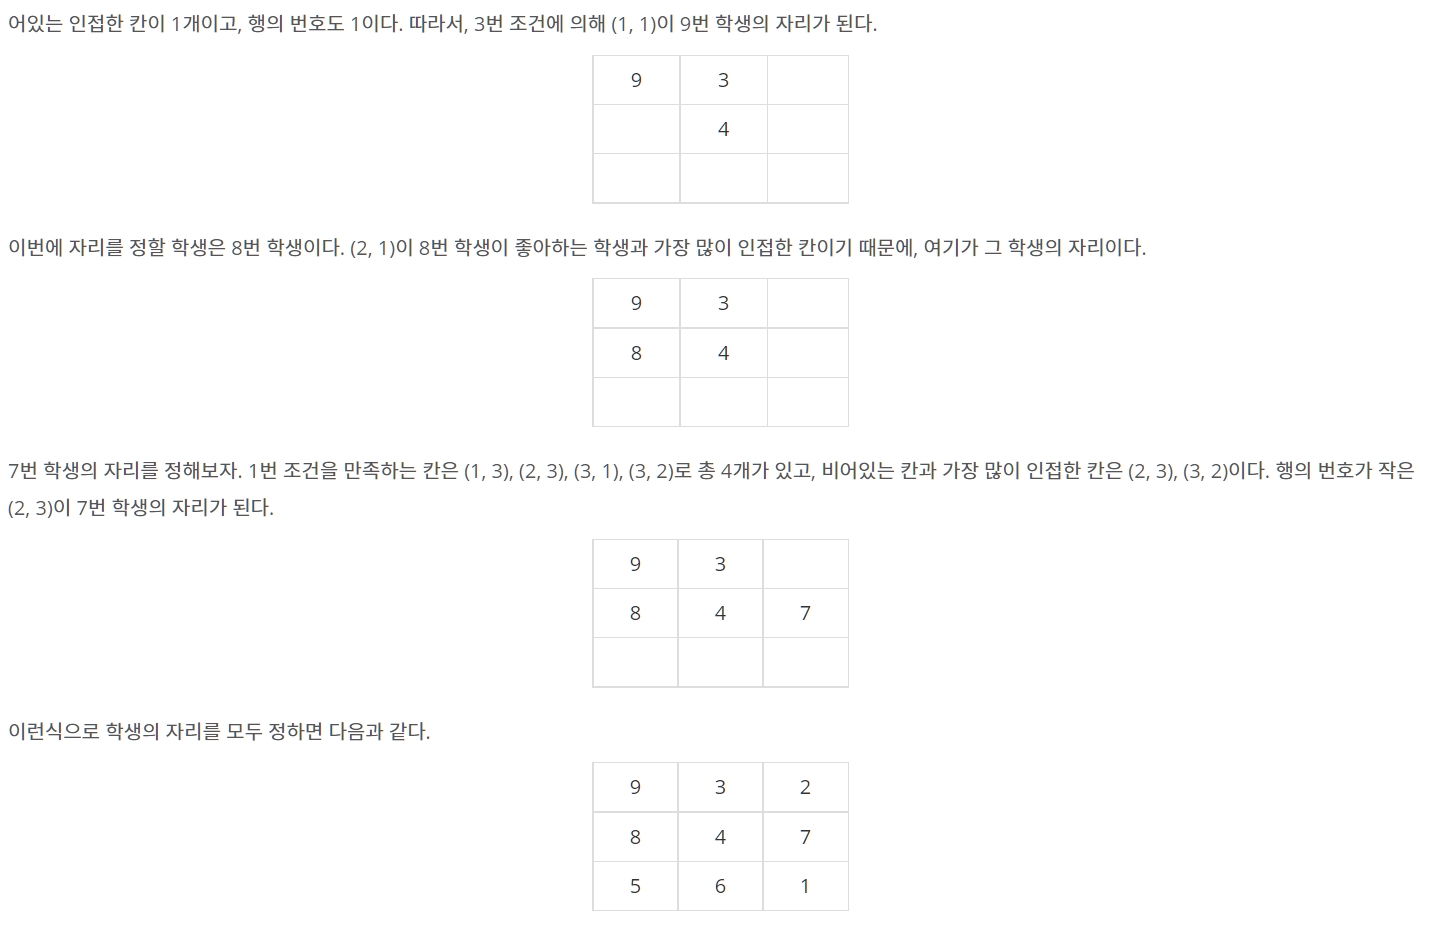 어있는 인접한 칸이 1개이고, 행의 번호도 1이다. 따라서, 3번 조건에 의해 (1, 1)이 9번 학생의 자리가 된다.
9 3
4
이번에 자리를 정할 학생은 8번 학생이다. (2, 1)이 8번 학생이 좋아하는 학생과 가장 많이 인접한 칸이기 때문에, 여기가 그 학생의 자리이다.
9 3
8 4
7번 학생의 자리를 정해보자. 1번 조건을 만족하는 칸은 (1, 3), (2, 3), (3, 1), (3, 2)로 총 4개가 있고, 비어있는 칸과 가장 많이 인접한 칸은 (2, 3), (3, 2)이다. 행의 번호가 작은
(2, 3)이 7번 학생의 자리가 된다.
9 3
8 4 7
이런식으로 학생의 자리를 모두 정하면 다음과 같다.
9 3 2
8 4 7
5 6 1